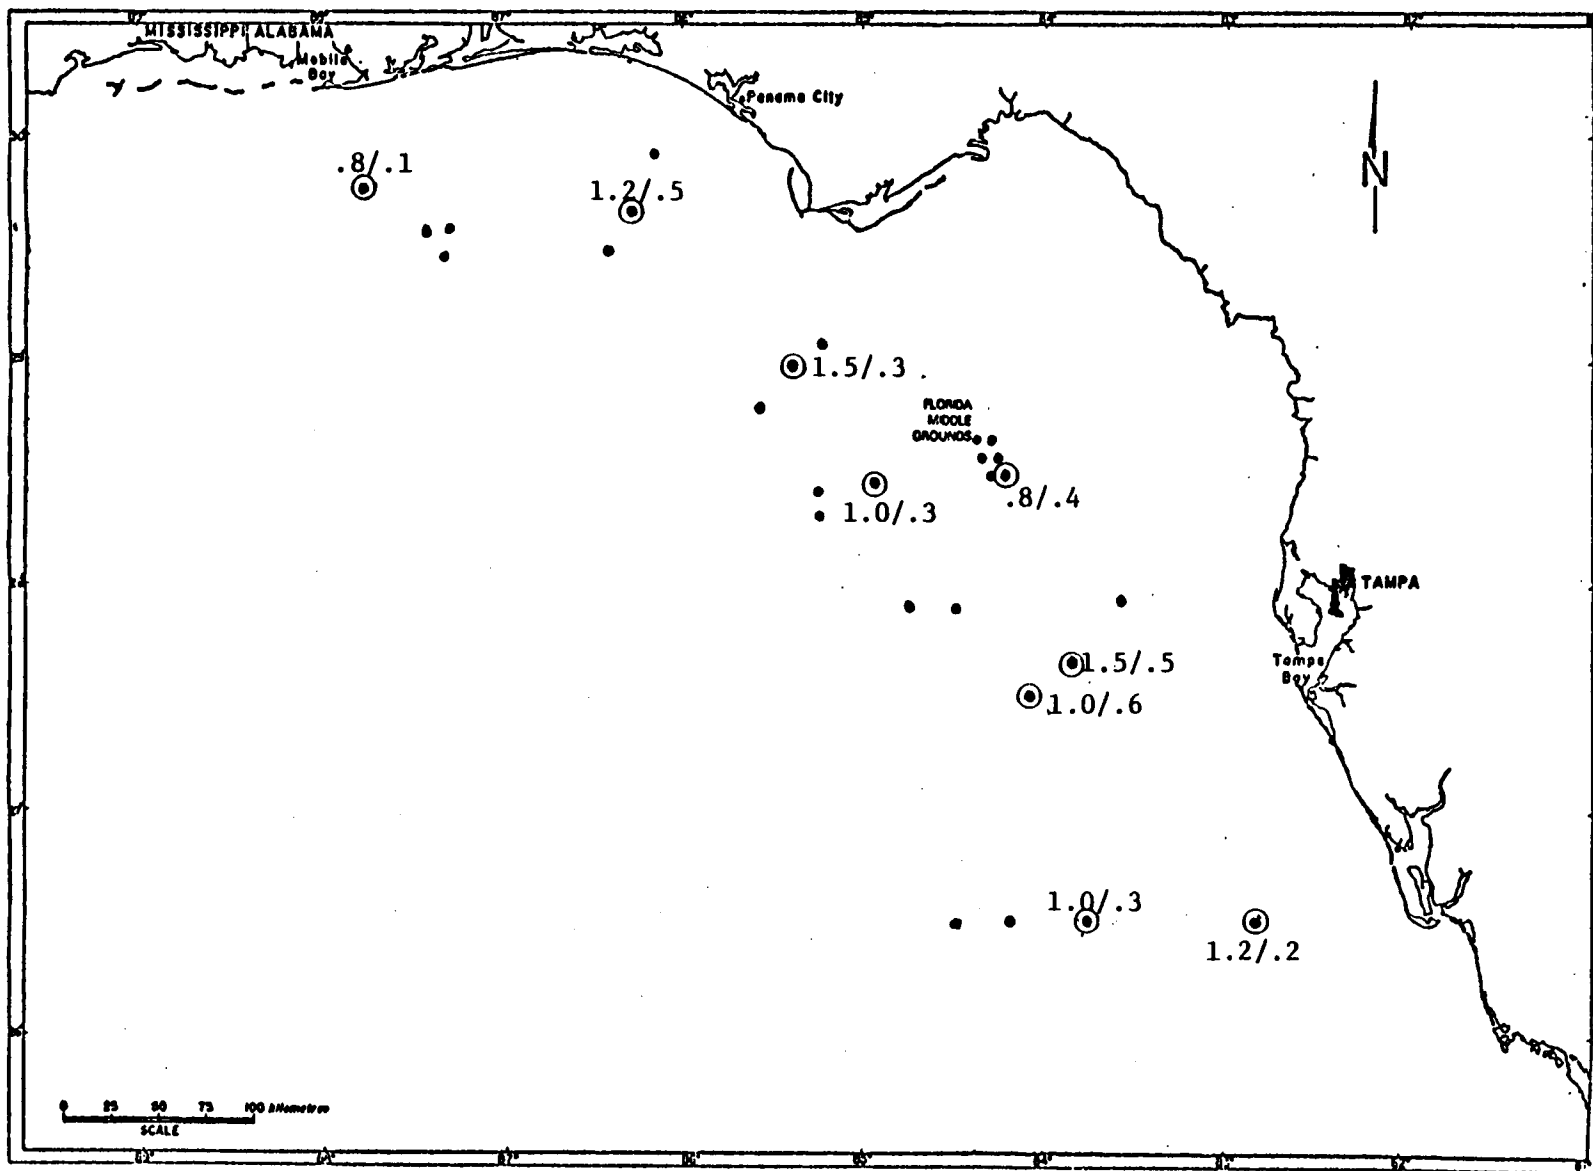 MISSISSIPPI ALABAMA
Mobile
Bay
Panama City
.8/.1
1.2/.5
N
1.5/.3
FLORIDA
MIDDLE
GROUNDS
.8/.4
1.0/.3
TAMPA
1.5/.5
Tampa
Bay
1.0/.6
1.0/.3
1.2/.2
0 25 50 75 100 kilometres
SCALE
87°